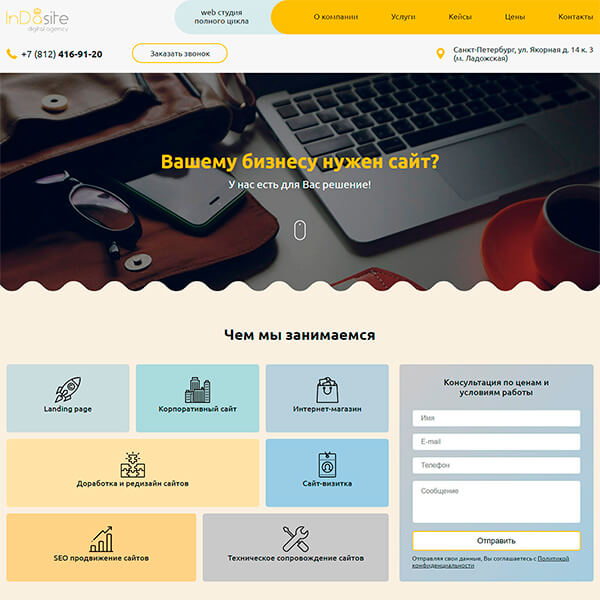 InDésite
digital agency
web студия
полного цикла
О компании
Услуги
Кейсы
Цены
Контакты
+7 (812) 416-91-20
Заказать звонок
Санкт-Петербург, ул. Якорная д. 14 к. 3
(м. Ладожская)
Вашему бизнесу нужен сайт?
У нас есть для Вас решение!
Чем мы занимаемся
Landing page
Корпоративный сайт
Интернет-магазин
Доработка и редизайн сайтов
Сайт-визитка
SEO продвижение сайтов
Техническое сопровождение сайтов
Консультация по ценам и
условиям работы
Имя
E-mail
Телефон
Сообщение
Отправить
Отправляя свои данные, Вы соглашаетесь с Политикой
конфиденциальности